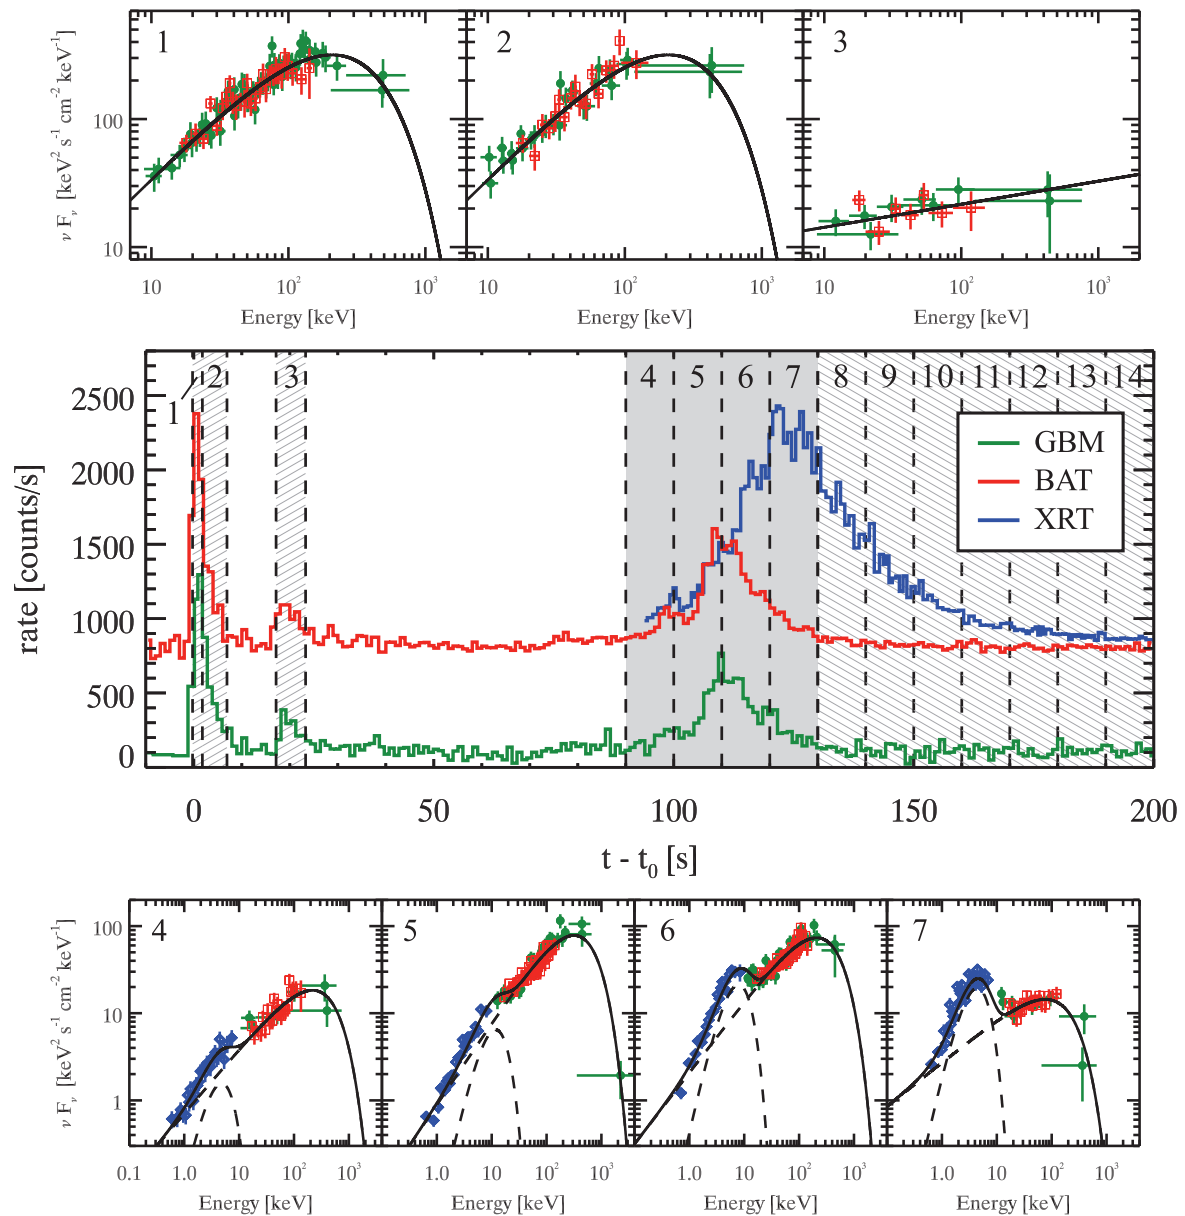 1 2 3
ν Fν [keV² s⁻¹ cm⁻² keV⁻¹]
100
10
10 10² 10³ 10 10² 10³ 10 10² 10³
Energy [keV] Energy [keV] Energy [keV]
1 2 3 4 5 6 7 8 9 10 11 12 13 14
rate [counts/s]
2500
2000
1500
1000
500
0
GBM
BAT
XRT
0 50 100 150 200
t - t₀ [s]
4 5 6 7
ν Fν [keV² s⁻¹ cm⁻² keV⁻¹]
100
10
1
0.1 1.0 10 10² 10³ 1.0 10 10² 10³ 1.0 10 10² 10³ 1.0 10 10² 10³
Energy [keV] Energy [keV] Energy [keV] Energy [keV]